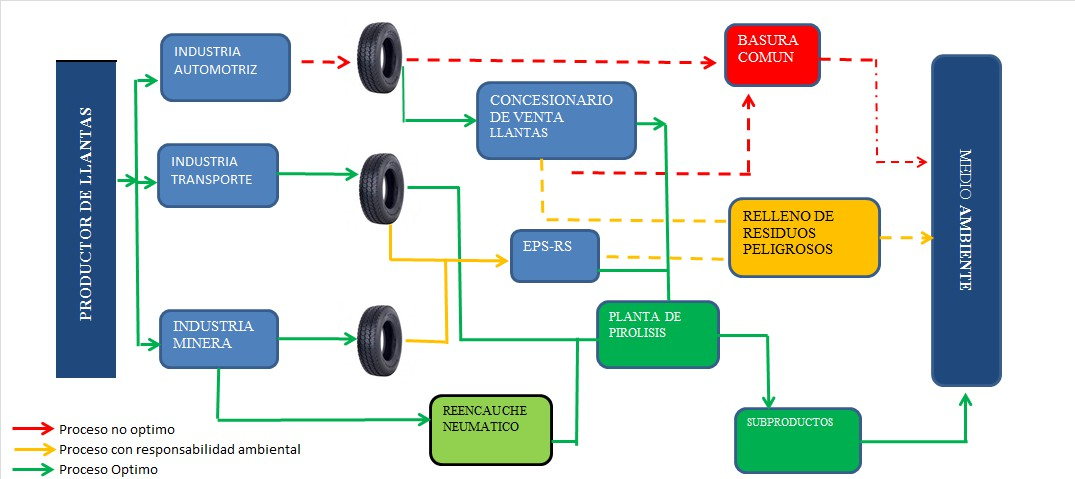 PRODUCTOR DE LLANTAS
INDUSTRIA
AUTOMOTRIZ
INDUSTRIA
TRANSPORTE
INDUSTRIA
MINERA
CONCESIONARIO
DE VENTA
LLANTAS
EPS-RS
REENCAUCHE
NEUMATICO
PLANTA DE
PIROLISIS
BASURA
COMUN
RELLENO DE
RESIDUOS
PELIGROSOS
SUBPRODUCTOS
MEDIO AMBIENTE
Proceso no optimo
Proceso con responsabilidad ambiental
Proceso Optimo